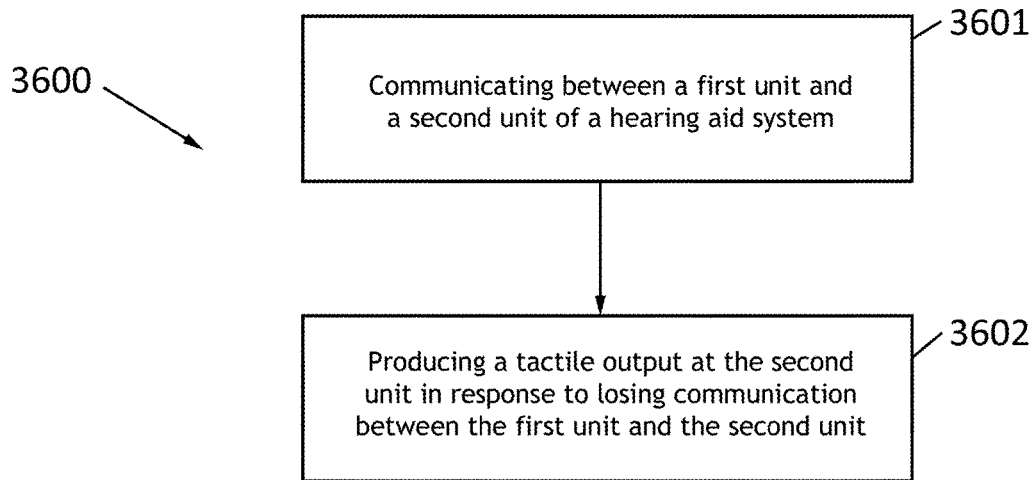 3601
3600
Communicating between a first unit and
a second unit of a hearing aid system
3602
Producing a tactile output at the second
unit in response to losing communication
between the first unit and the second unit